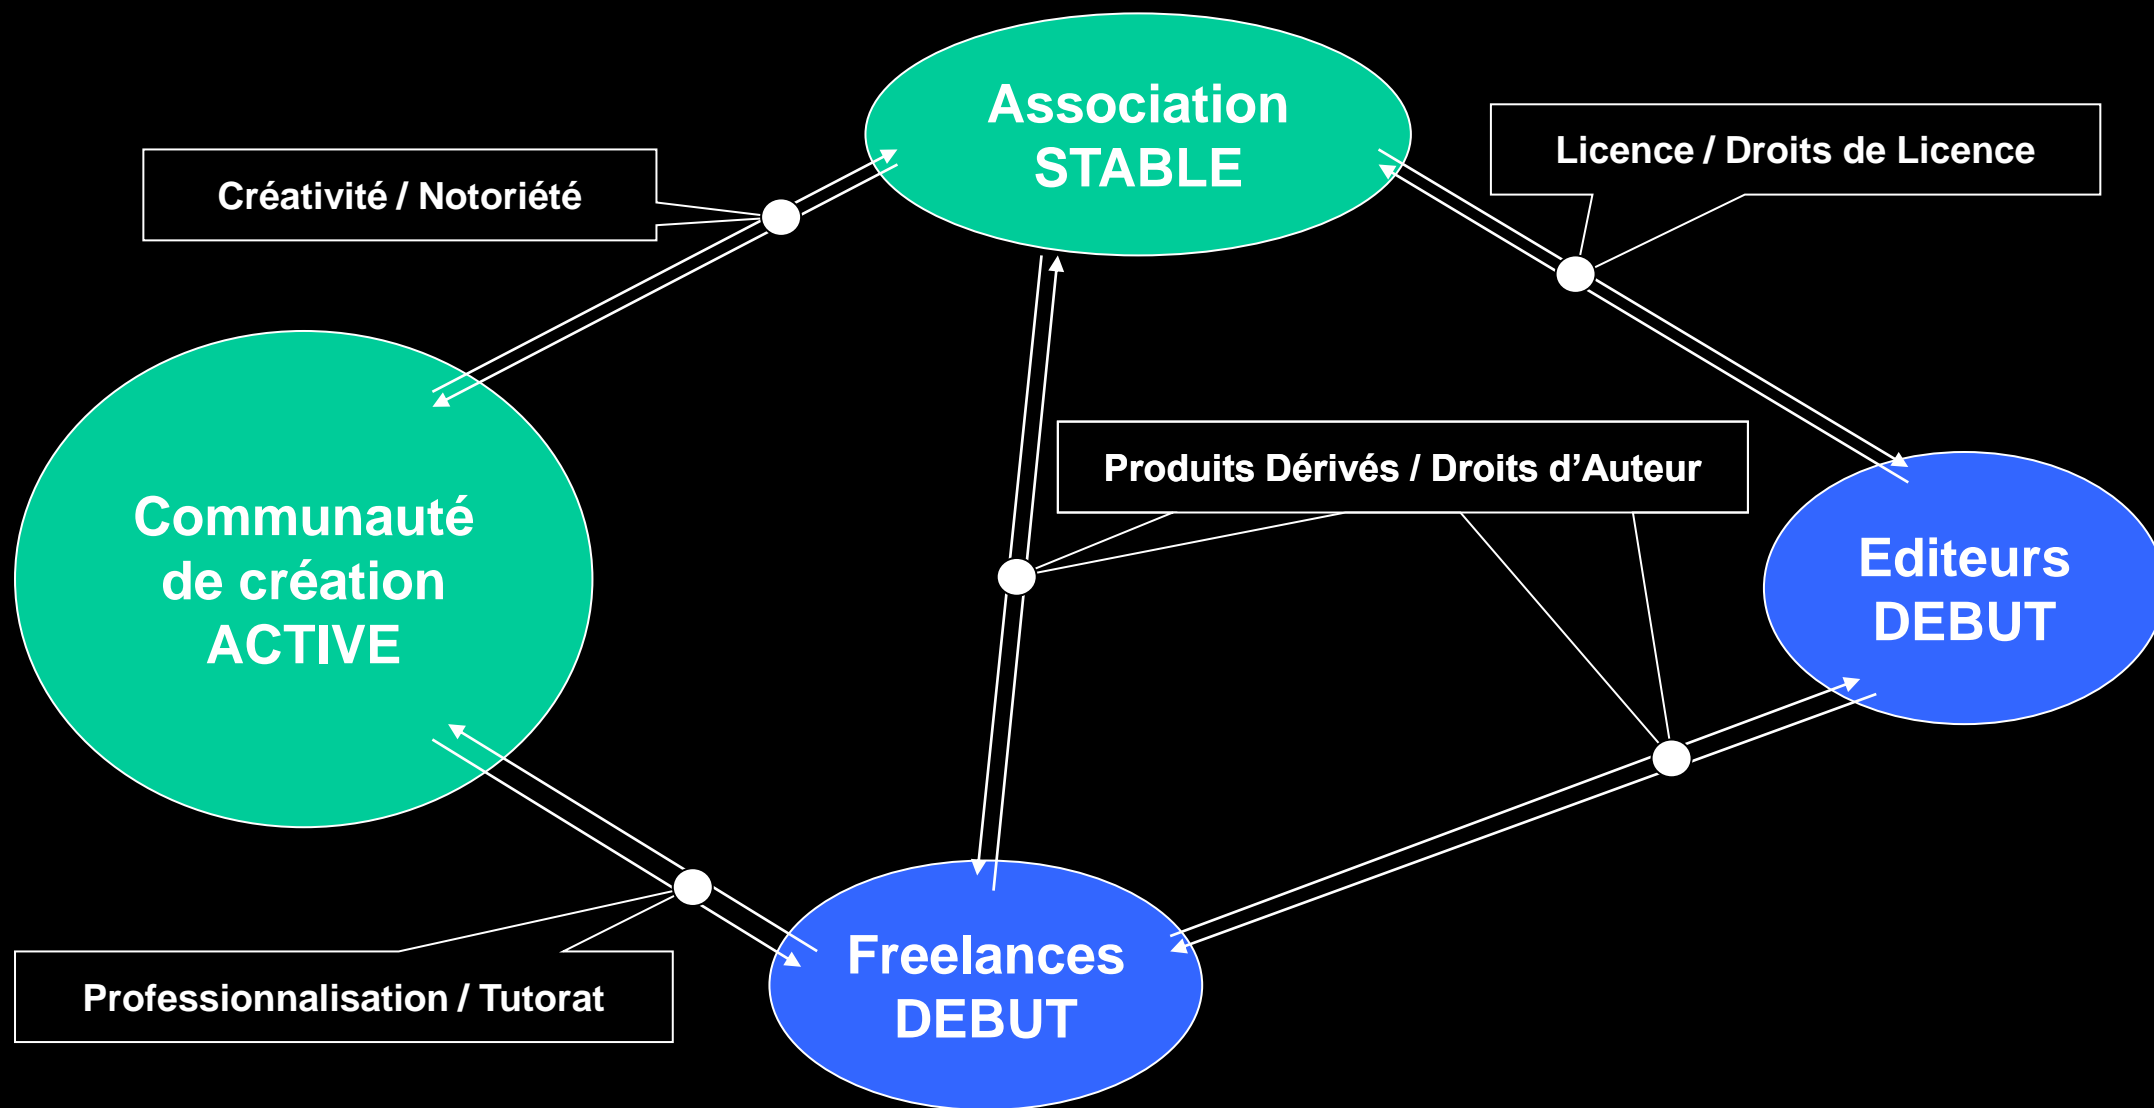 Association
STABLE
Licence / Droits de Licence
Créativité / Notoriété
Produits Dérivés / Droits d’Auteur
Communauté
de création
ACTIVE
Editeurs
DEBUT
Freelances
DEBUT
Professionnalisation / Tutorat